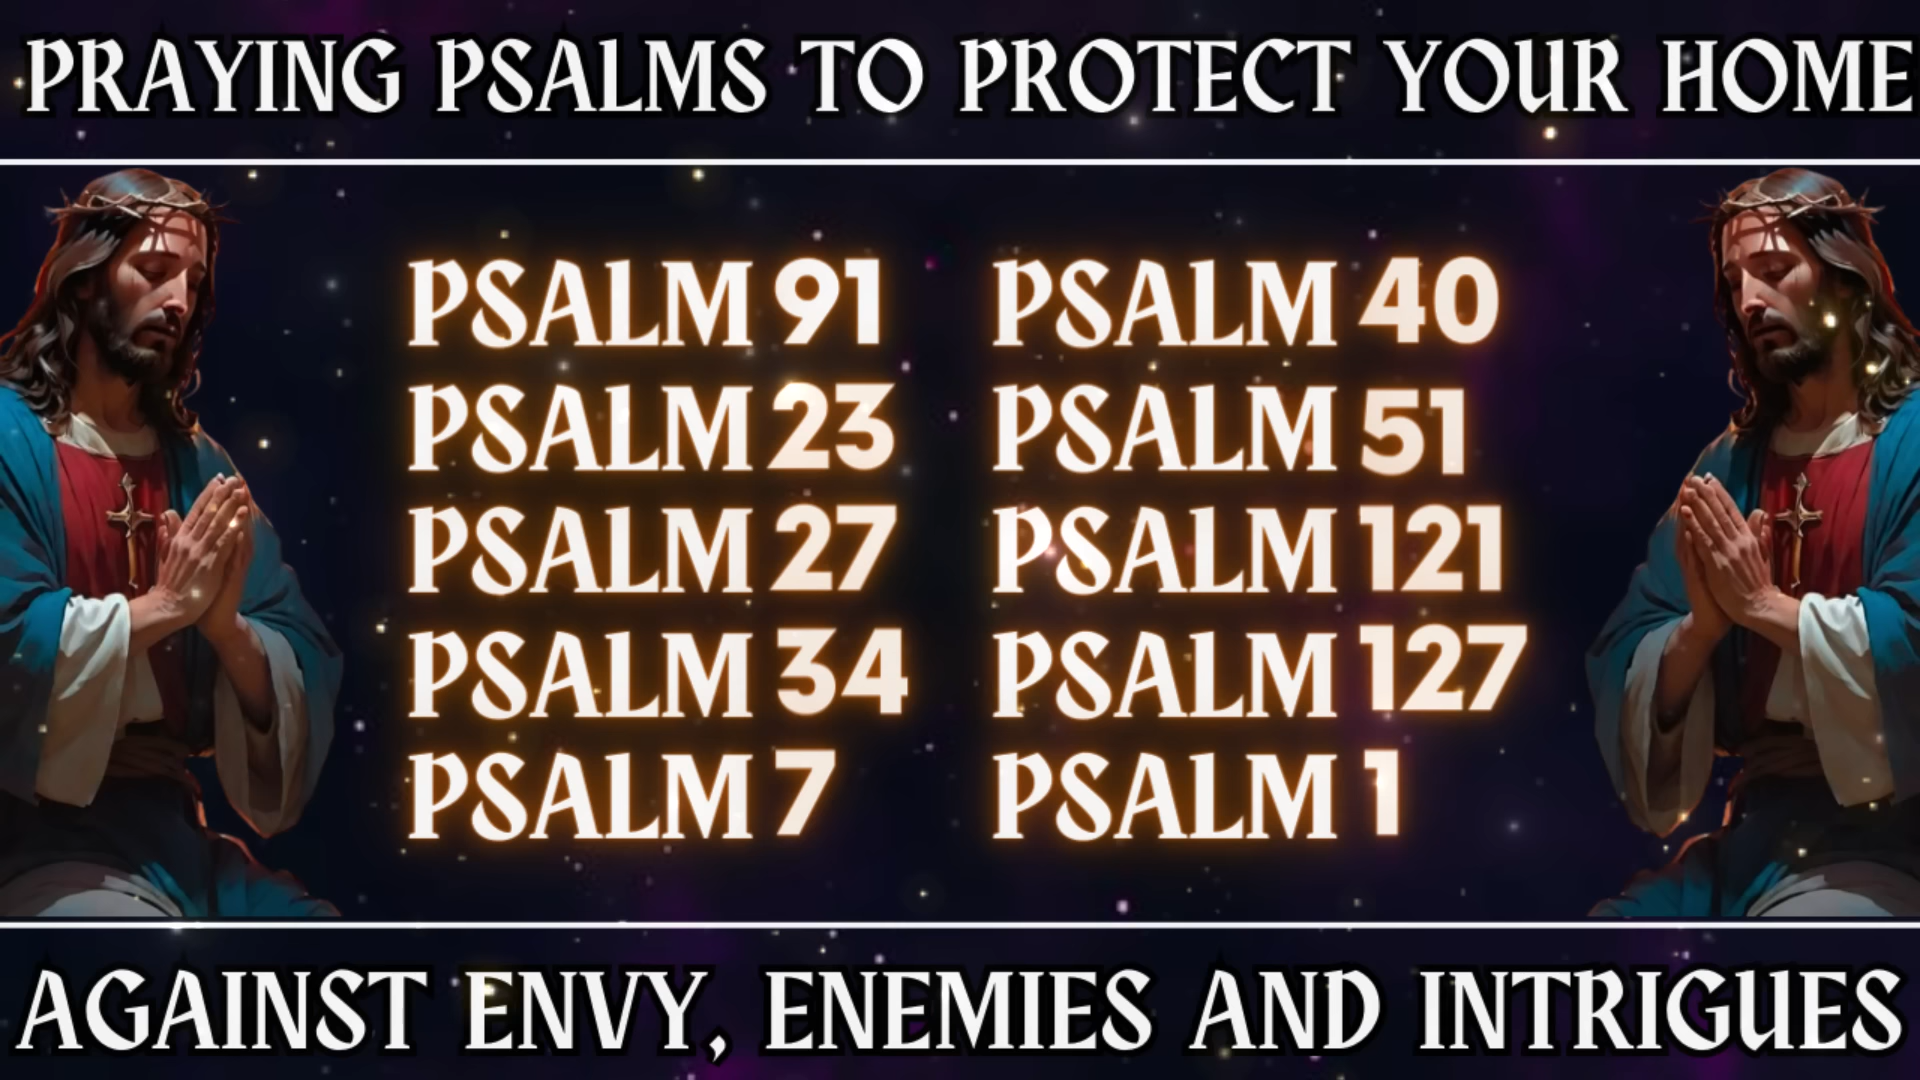 PRAYING PSALMS TO PROTECT YOUR HOME
PSALM 91
PSALM 23
PSALM 27
PSALM 34
PSALM 7
PSALM 40
PSALM 51
PSALM 121
PSALM 127
PSALM 1
AGAINST ENVY, ENEMIES AND INTRIGUES